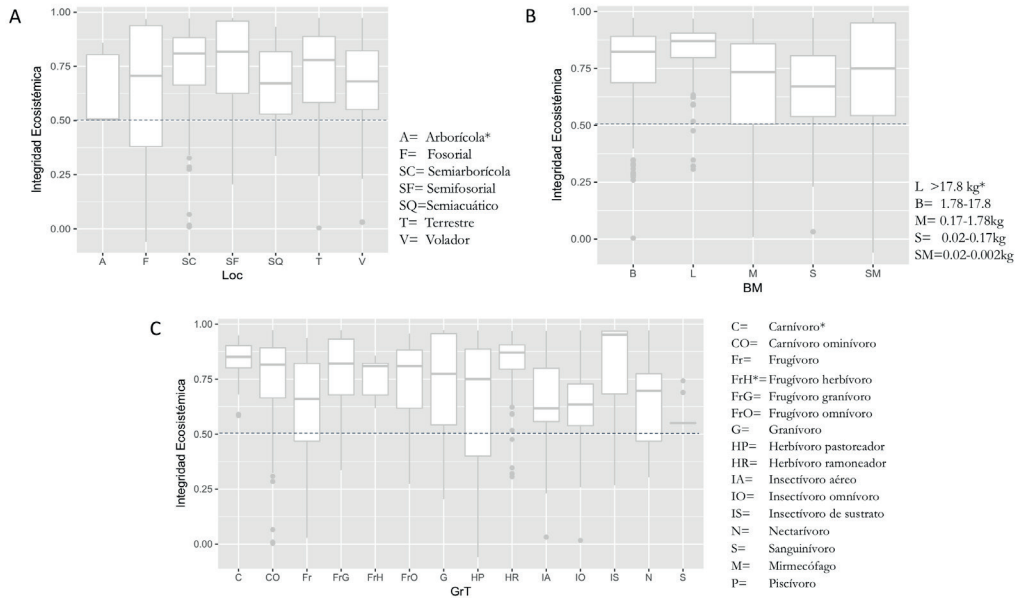 A
Integridad Ecosistémica
1.00
0.75
0.50
0.25
0.00
A F SC SF SQ T V
Loc
A= Arborícola*
F= Fosorial
SC= Semiarborícola
SF= Semifosorial
SQ=Semiacuático
T= Terrestre
V= Volador
B
Integridad Ecosistémica
1.00
0.75
0.50
0.25
0.00
B L M S SM
BM
L >17.8 kg*
B= 1.78-17.8
M= 0.17-1.78kg
S= 0.02-0.17kg
SM=0.02-0.002kg
C
Integridad Ecosistémica
1.00
0.75
0.50
0.25
0.00
C CO Fr FrG FrH FrO G HP HR IA IO IS N S
GrT
C= Carnívoro*
CO= Carnívoro ominívoro
Fr= Frugívoro
FrH*= Frugívoro herbívoro
FrG= Frugívoro granívoro
FrO= Frugívoro omnívoro
G= Granívoro
HP= Herbívoro pastoreador
HR= Herbívoro ramoneador
IA= Insectívoro aéreo
IO= Insectívoro omnívoro
IS= Insectívoro de sustrato
N= Nectarívoro
S= Sanguinívoro
M= Mirmecófago
P= Piscívoro